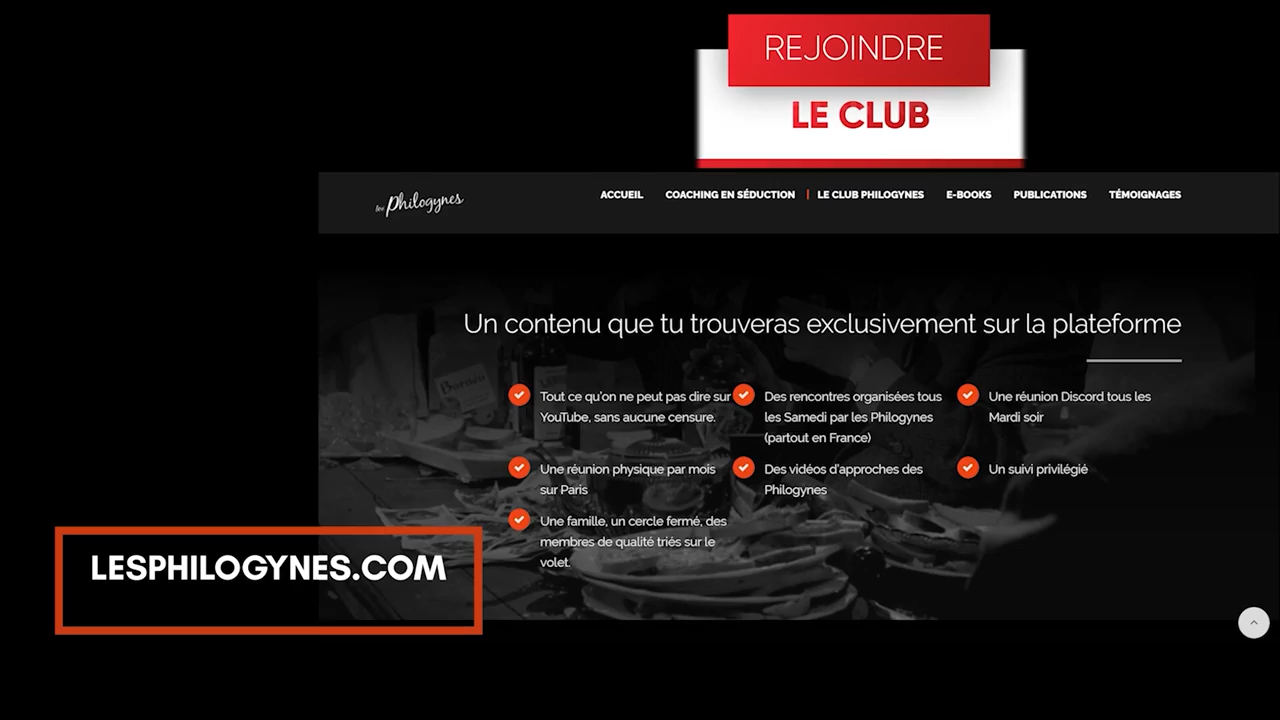 REJOINDRE
LE CLUB
les Philogynes
ACCUEIL COACHING EN SÉDUCTION | LE CLUB PHILOGYNES E-BOOKS PUBLICATIONS TÉMOIGNAGES
Un contenu que tu trouveras exclusivement sur la plateforme
Tout ce qu'on ne peut pas dire sur
YouTube, sans aucune censure.
Des rencontres organisées tous
les Samedi par les Philogynes
(partout en France)
Une réunion Discord tous les
Mardi soir
Une réunion physique par mois
sur Paris
Des vidéos d'approches des
Philogynes
Un suivi privilégié
Une famille, un cercle fermé, des
membres de qualité triés sur le
volet.
LESPHILOGYNES.COM